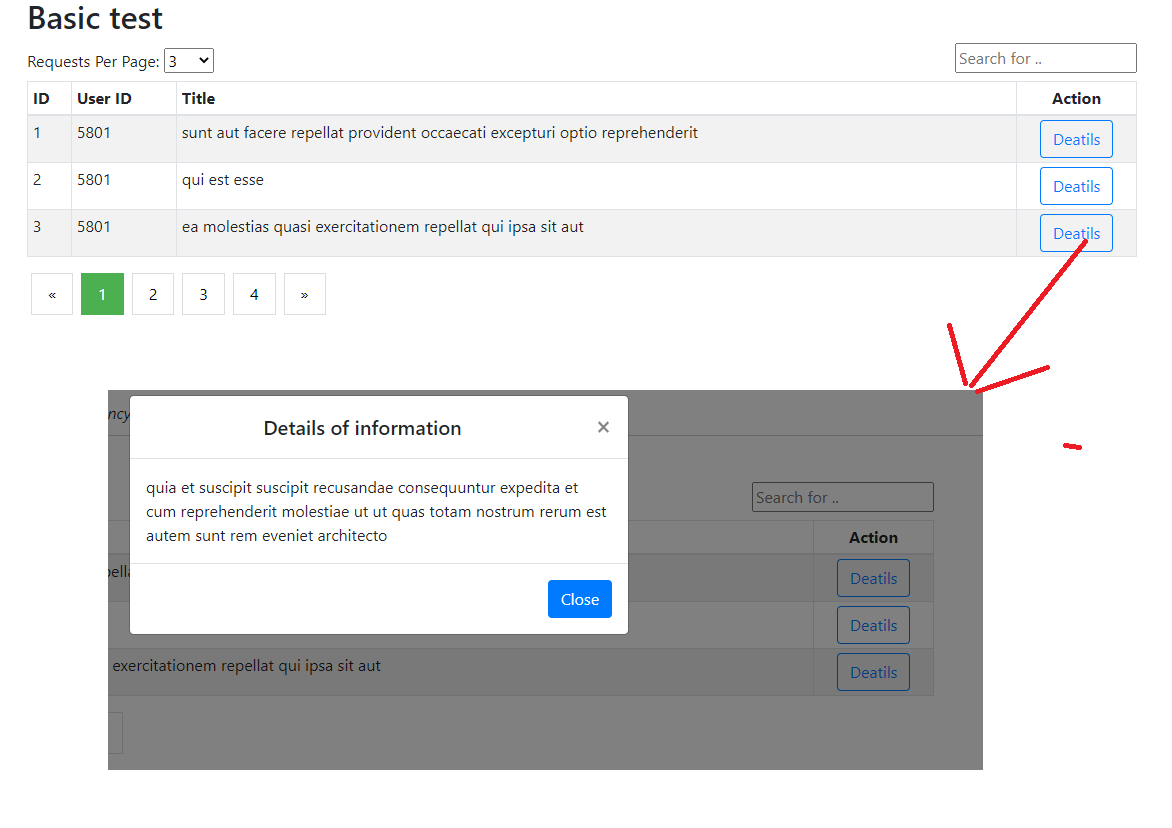 Basic test
Requests Per Page: 3
Search for ..
ID User ID Title Action
1 5801 sunt aut facere repellat provident occaecati excepturi optio reprehenderit Deatils
2 5801 qui est esse Deatils
3 5801 ea molestias quasi exercitationem repellat qui ipsa sit aut Deatils
« 1 2 3 4 »
ncy
Details of information ×
quia et suscipit suscipit recusandae consequuntur expedita et
cum reprehenderit molestiae ut ut quas totam nostrum rerum est
autem sunt rem eveniet architecto
Close
Search for ..
Action
Deatils
Deatils
exercitationem repellat qui ipsa sit aut Deatils